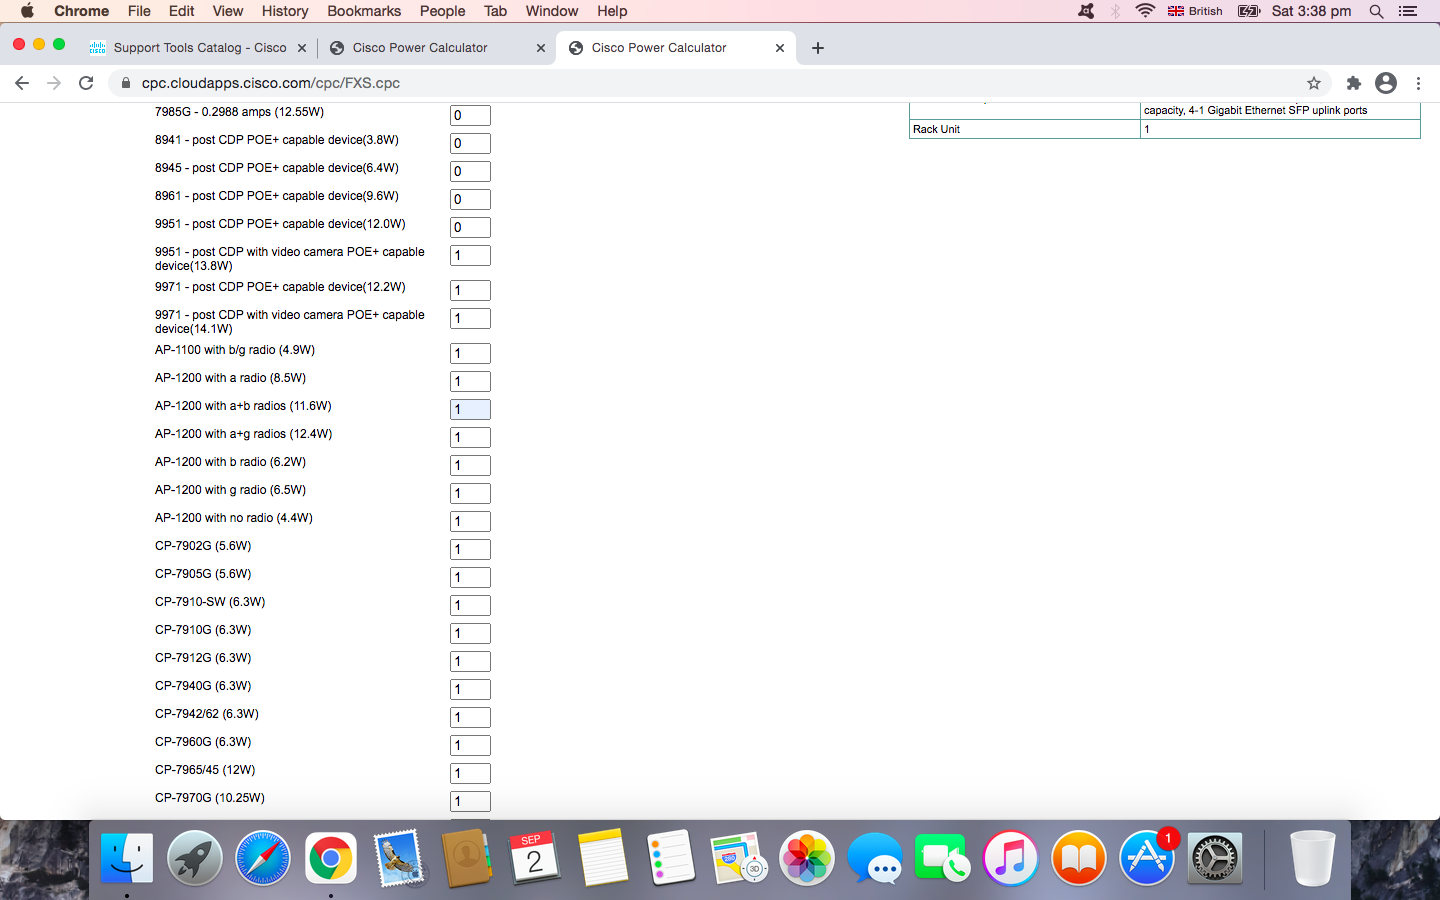 Chrome File Edit View History Bookmarks People Tab Window Help British Sat 3:38 pm
Support Tools Catalog - Cisco Cisco Power Calculator Cisco Power Calculator
cpc.cloudapps.cisco.com/cpc/FXS.cpc
7985G - 0.2988 amps (12.55W) 0
8941 - post CDP POE+ capable device(3.8W) 0
8945 - post CDP POE+ capable device(6.4W) 0
8961 - post CDP POE+ capable device(9.6W) 0
9951 - post CDP POE+ capable device(12.0W) 0
9951 - post CDP with video camera POE+ capable
device(13.8W) 1
9971 - post CDP POE+ capable device(12.2W) 1
9971 - post CDP with video camera POE+ capable
device(14.1W) 1
AP-1100 with b/g radio (4.9W) 1
AP-1200 with a radio (8.5W) 1
AP-1200 with a+b radios (11.6W) 1
AP-1200 with a+g radios (12.4W) 1
AP-1200 with b radio (6.2W) 1
AP-1200 with g radio (6.5W) 1
AP-1200 with no radio (4.4W) 1
CP-7902G (5.6W) 1
CP-7905G (5.6W) 1
CP-7910-SW (6.3W) 1
CP-7910G (6.3W) 1
CP-7912G (6.3W) 1
CP-7940G (6.3W) 1
CP-7942/62 (6.3W) 1
CP-7960G (6.3W) 1
CP-7965/45 (12W) 1
CP-7970G (10.25W) 1
capacity, 4-1 Gigabit Ethernet SFP uplink ports
Rack Unit 1
SEP
2
280
3D
1